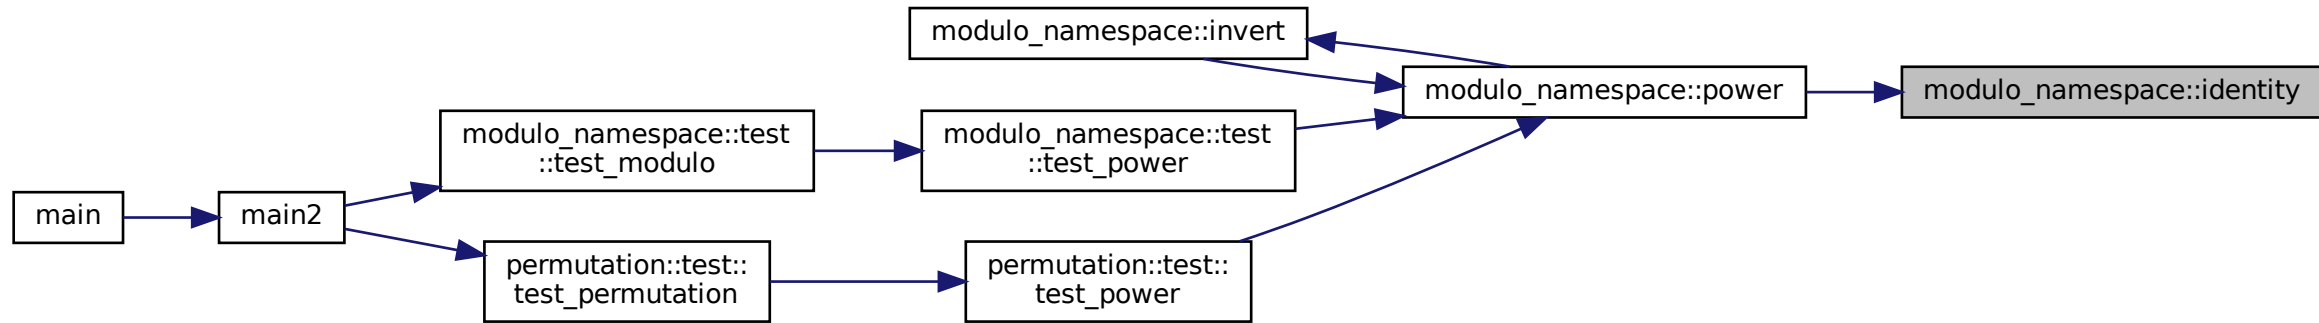 modulo_namespace::invert
modulo_namespace::power
modulo_namespace::identity
modulo_namespace::test
::test_modulo
modulo_namespace::test
::test_power
main
main2
permutation::test::
test_permutation
permutation::test::
test_power